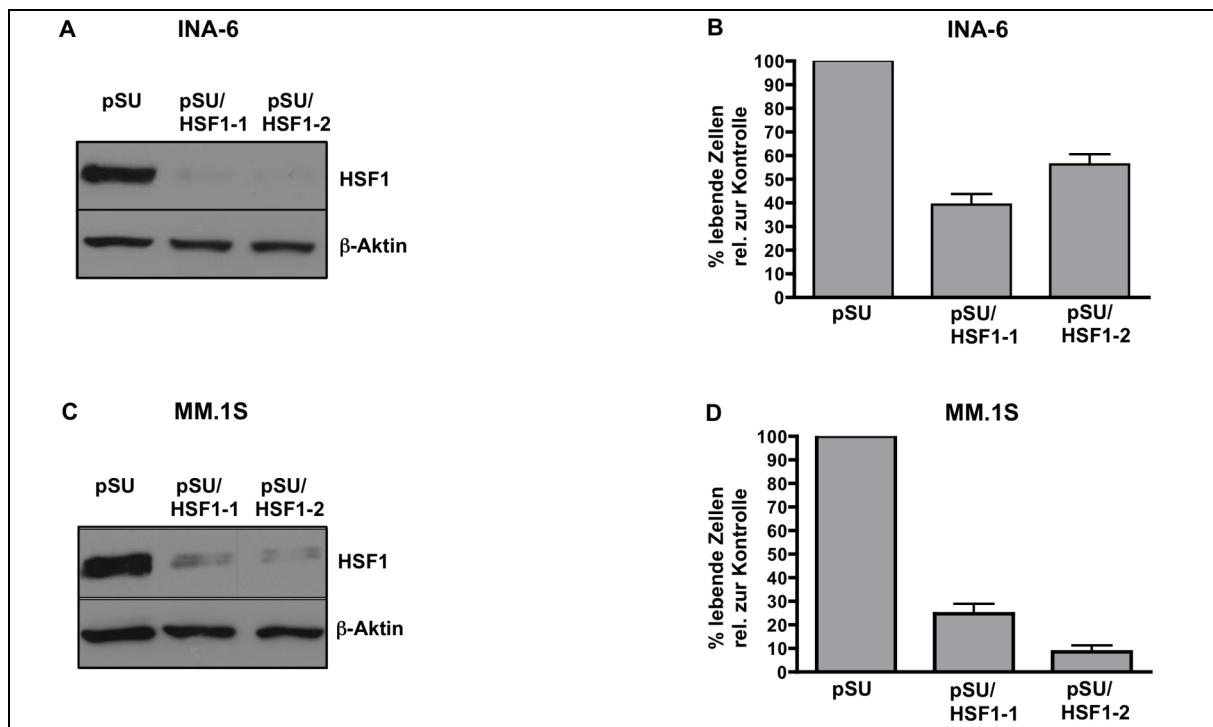 A INA-6
pSU pSU/ pSU/
HSF1-1 HSF1-2
HSF1
β-Aktin
B INA-6
% lebende Zellen
rel. zur Kontrolle
100
90
80
70
60
50
40
30
20
10
0
pSU pSU/ pSU/
HSF1-1 HSF1-2
C MM.1S
pSU pSU/ pSU/
HSF1-1 HSF1-2
HSF1
β-Aktin
D MM.1S
% lebende Zellen
rel. zur Kontrolle
100
90
80
70
60
50
40
30
20
10
0
pSU pSU/ pSU/
HSF1-1 HSF1-2